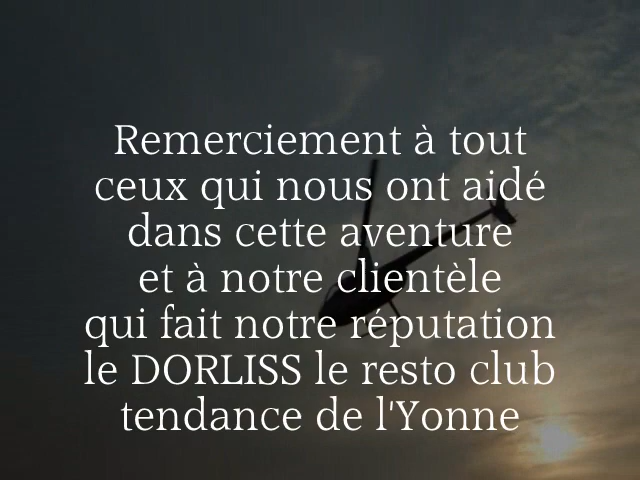 Remerciement à tout
ceux qui nous ont aidé
dans cette aventure
et à notre clientèle
qui fait notre réputation
le DORLISS le resto club
tendance de l'Yonne